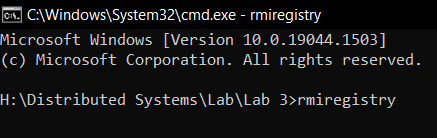 C:\Windows\System32\cmd.exe - rmiregistry
Microsoft Windows [Version 10.0.19044.1503]
(c) Microsoft Corporation. All rights reserved.
H:\Distributed Systems\Lab\Lab 3>rmiregistry